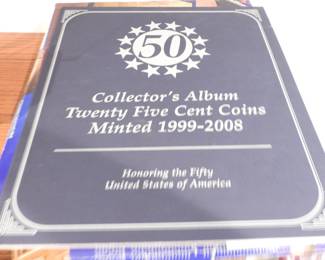 50
Collector's Album
Twenty Five Cent Coins
Minted 1999-2008
Honoring the Fifty
United States of America